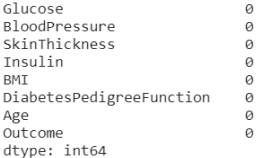 Glucose 0
BloodPressure 0
SkinThickness 0
Insulin 0
BMI 0
DiabetesPedigreeFunction 0
Age 0
Outcome 0
dtype: int64